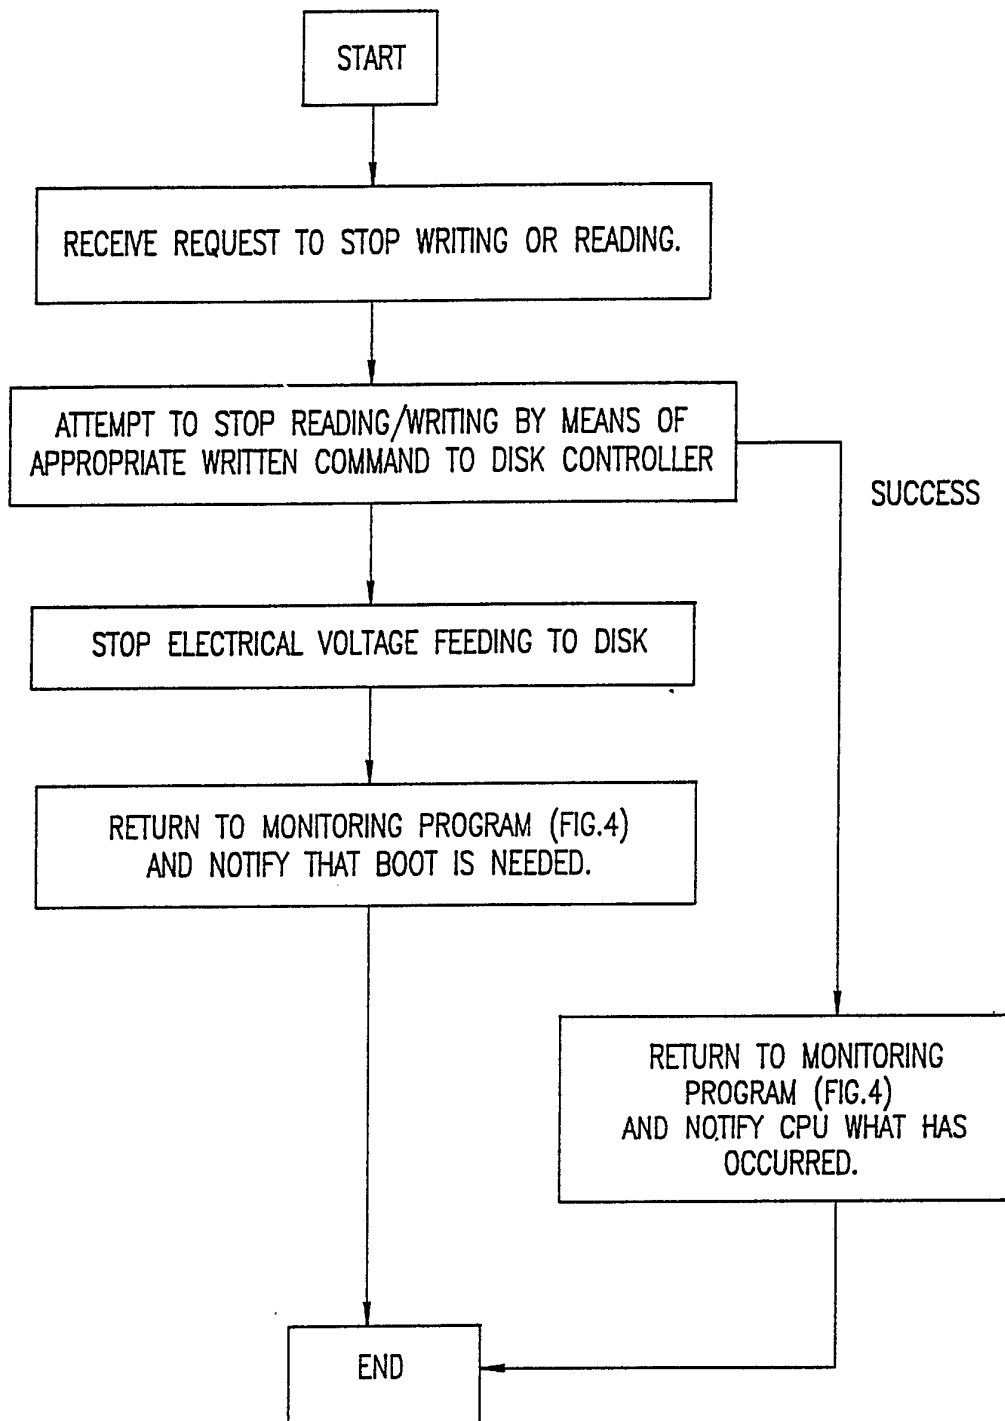 START
RECEIVE REQUEST TO STOP WRITING OR READING.
ATTEMPT TO STOP READING/WRITING BY MEANS OF
APPROPRIATE WRITTEN COMMAND TO DISK CONTROLLER
SUCCESS
STOP ELECTRICAL VOLTAGE FEEDING TO DISK
RETURN TO MONITORING PROGRAM (FIG.4)
AND NOTIFY THAT BOOT IS NEEDED.
RETURN TO MONITORING
PROGRAM (FIG.4)
AND NOTIFY CPU WHAT HAS
OCCURRED.
END